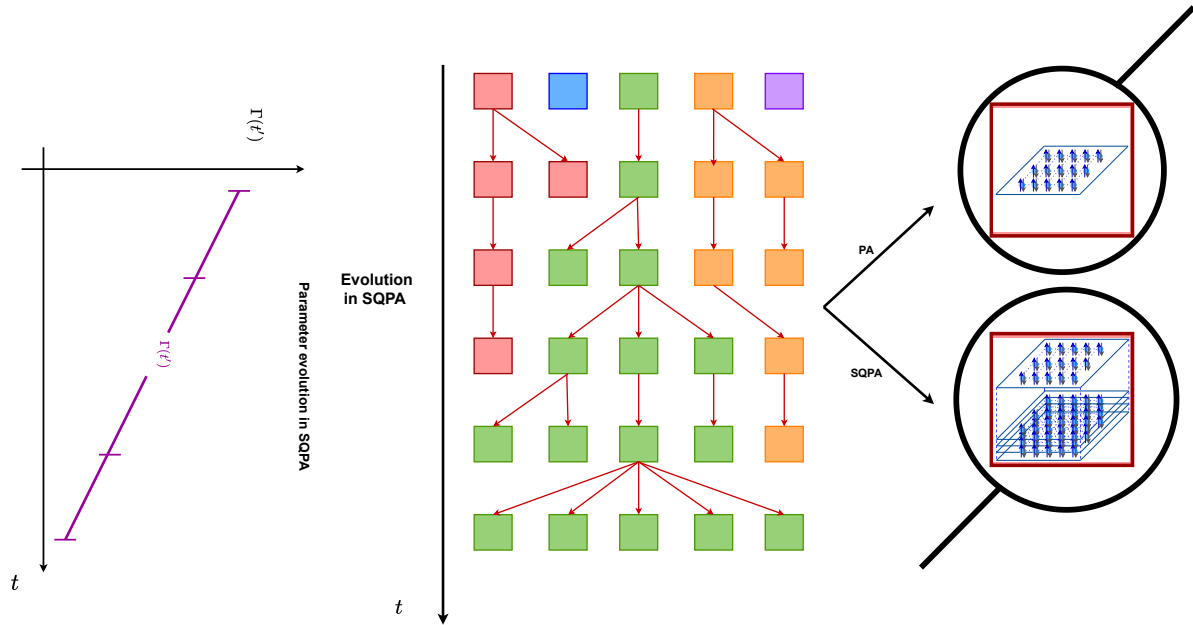 Γ(t')
Γ(t')
t
Parameter evolution in SQPA
Evolution
in SQPA
t
PA
SQPA